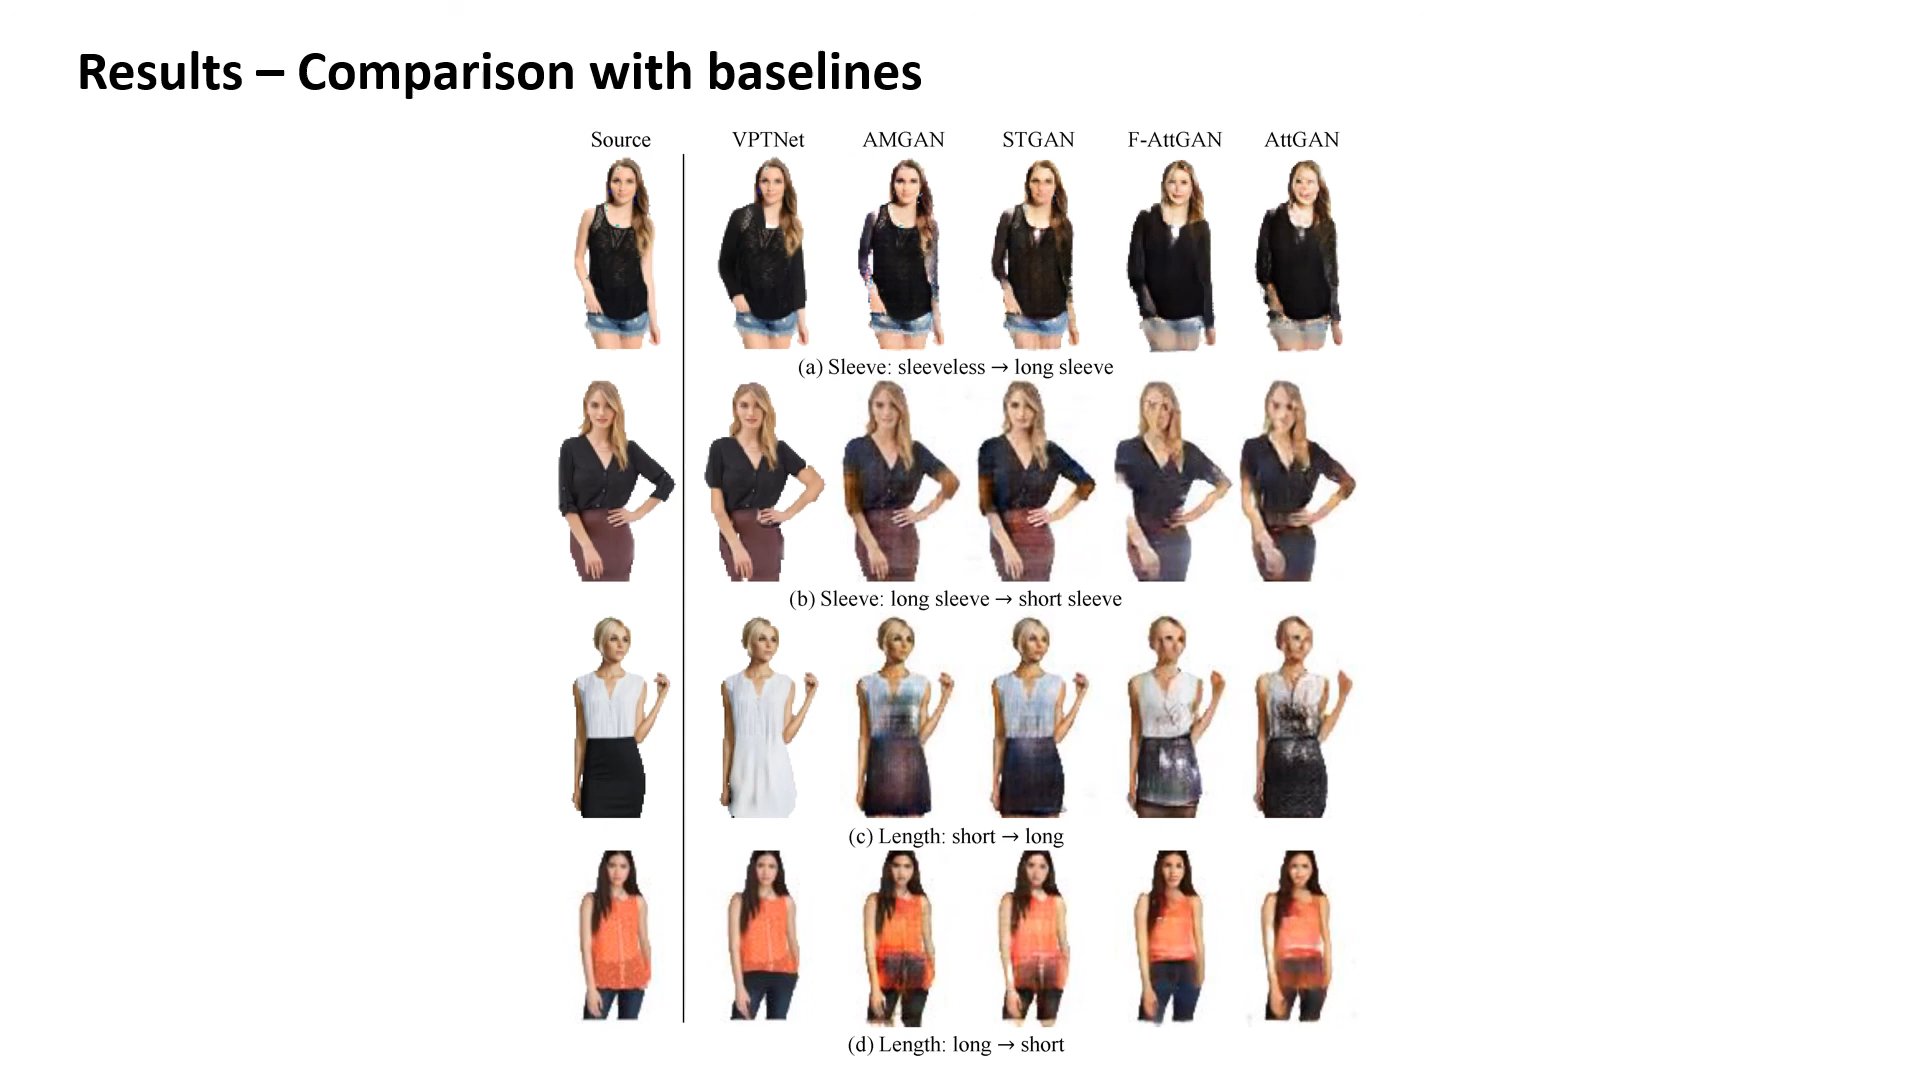 Results – Comparison with baselines
Source VPTNet AMGAN STGAN F-AttGAN AttGAN
(a) Sleeve: sleeveless → long sleeve
(b) Sleeve: long sleeve → short sleeve
(c) Length: short → long
(d) Length: long → short